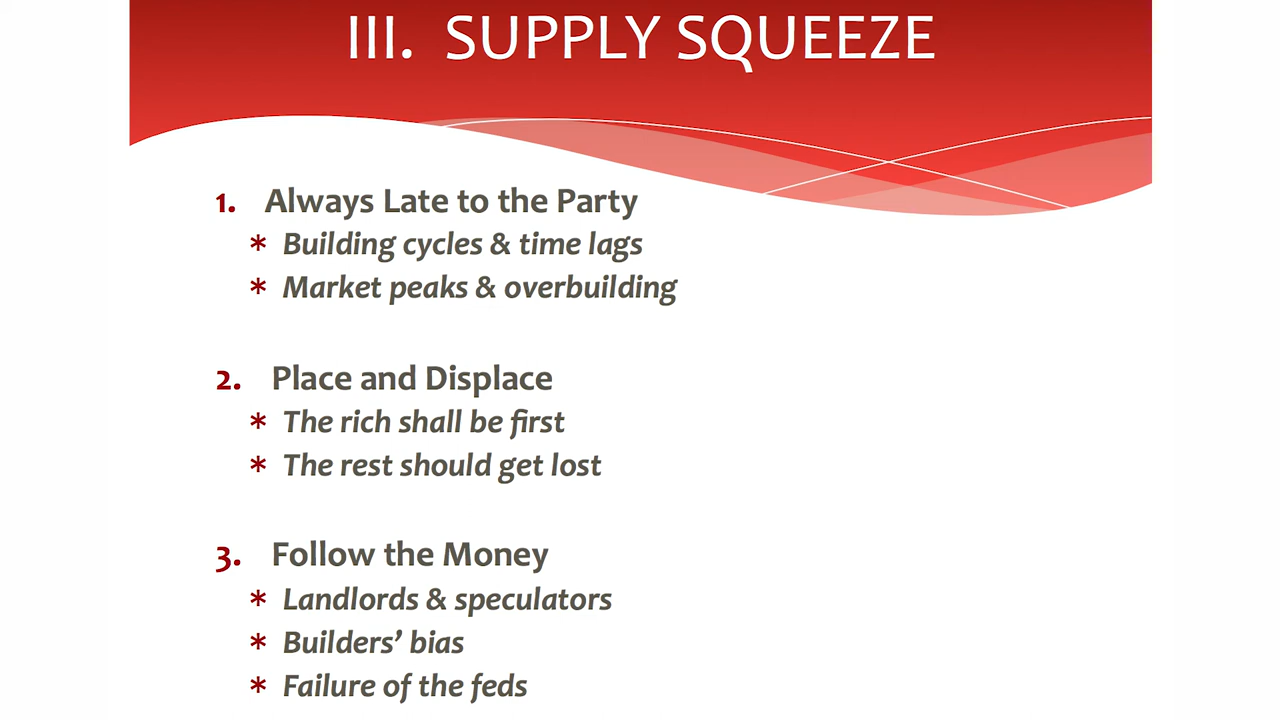 III. SUPPLY SQUEEZE
1. Always Late to the Party
* Building cycles & time lags
* Market peaks & overbuilding
2. Place and Displace
* The rich shall be first
* The rest should get lost
3. Follow the Money
* Landlords & speculators
* Builders’ bias
* Failure of the feds